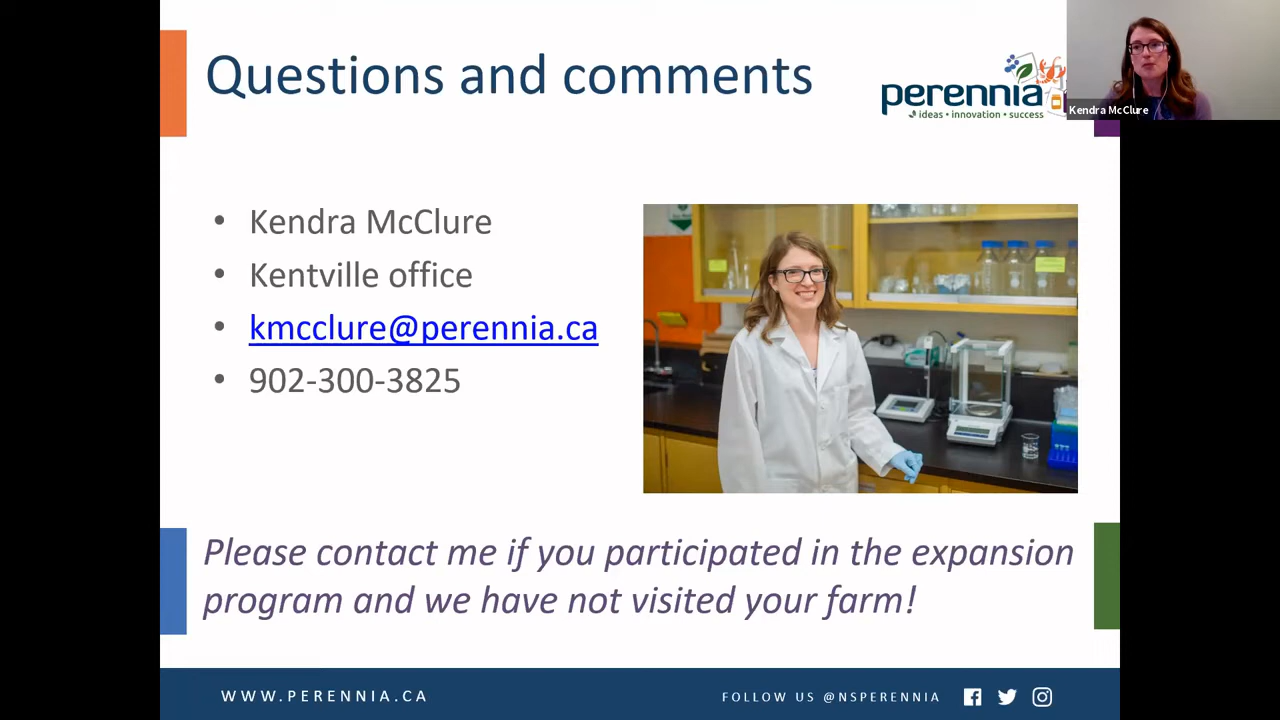 Questions and comments
perennia
ideas • innovation • success
Kendra McClure
• Kendra McClure
• Kentville office
• kmcclure@perennia.ca
• 902-300-3825
Please contact me if you participated in the expansion
program and we have not visited your farm!
WWW.PERENNIA.CA
FOLLOW US @NSPERENNIA